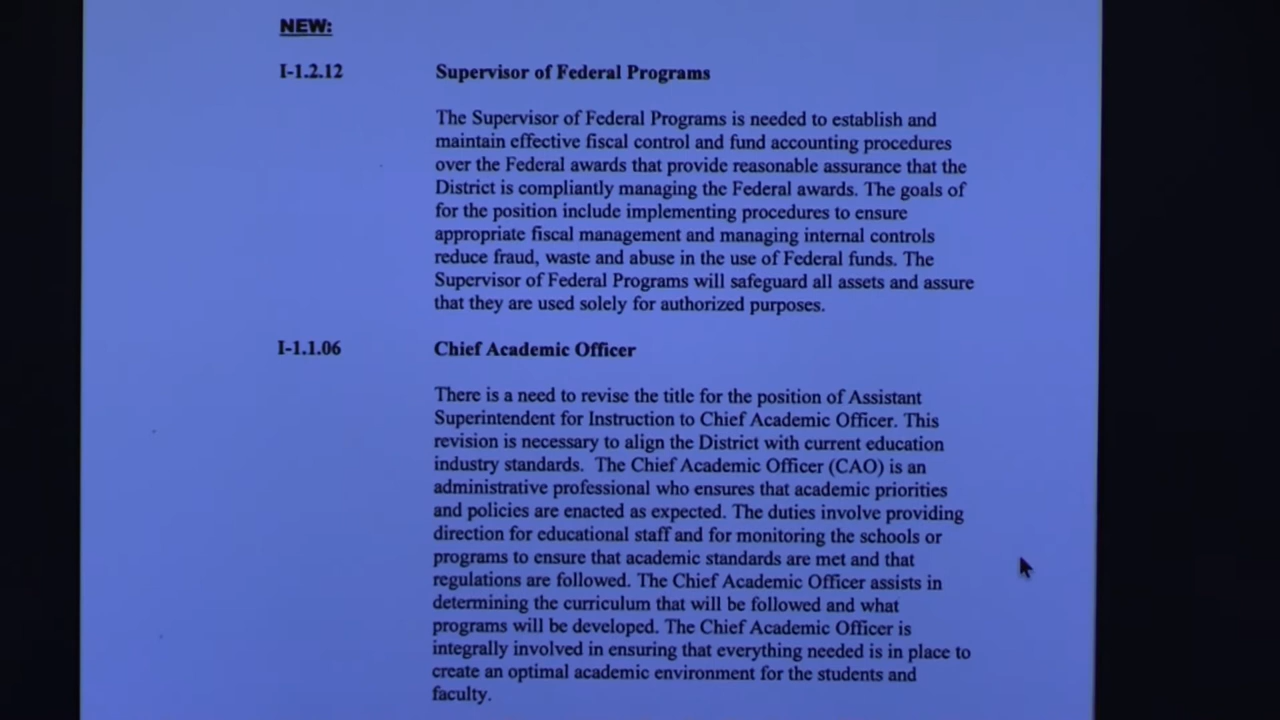 NEW:
I-1.2.12 Supervisor of Federal Programs
The Supervisor of Federal Programs is needed to establish and
maintain effective fiscal control and fund accounting procedures
over the Federal awards that provide reasonable assurance that the
District is compliantly managing the Federal awards. The goals of
for the position include implementing procedures to ensure
appropriate fiscal management and managing internal controls
reduce fraud, waste and abuse in the use of Federal funds. The
Supervisor of Federal Programs will safeguard all assets and assure
that they are used solely for authorized purposes.
I-1.1.06 Chief Academic Officer
There is a need to revise the title for the position of Assistant
Superintendent for Instruction to Chief Academic Officer. This
revision is necessary to align the District with current education
industry standards. The Chief Academic Officer (CAO) is an
administrative professional who ensures that academic priorities
and policies are enacted as expected. The duties involve providing
direction for educational staff and for monitoring the schools or
programs to ensure that academic standards are met and that
regulations are followed. The Chief Academic Officer assists in
determining the curriculum that will be followed and what
programs will be developed. The Chief Academic Officer is
integrally involved in ensuring that everything needed is in place to
create an optimal academic environment for the students and
faculty.